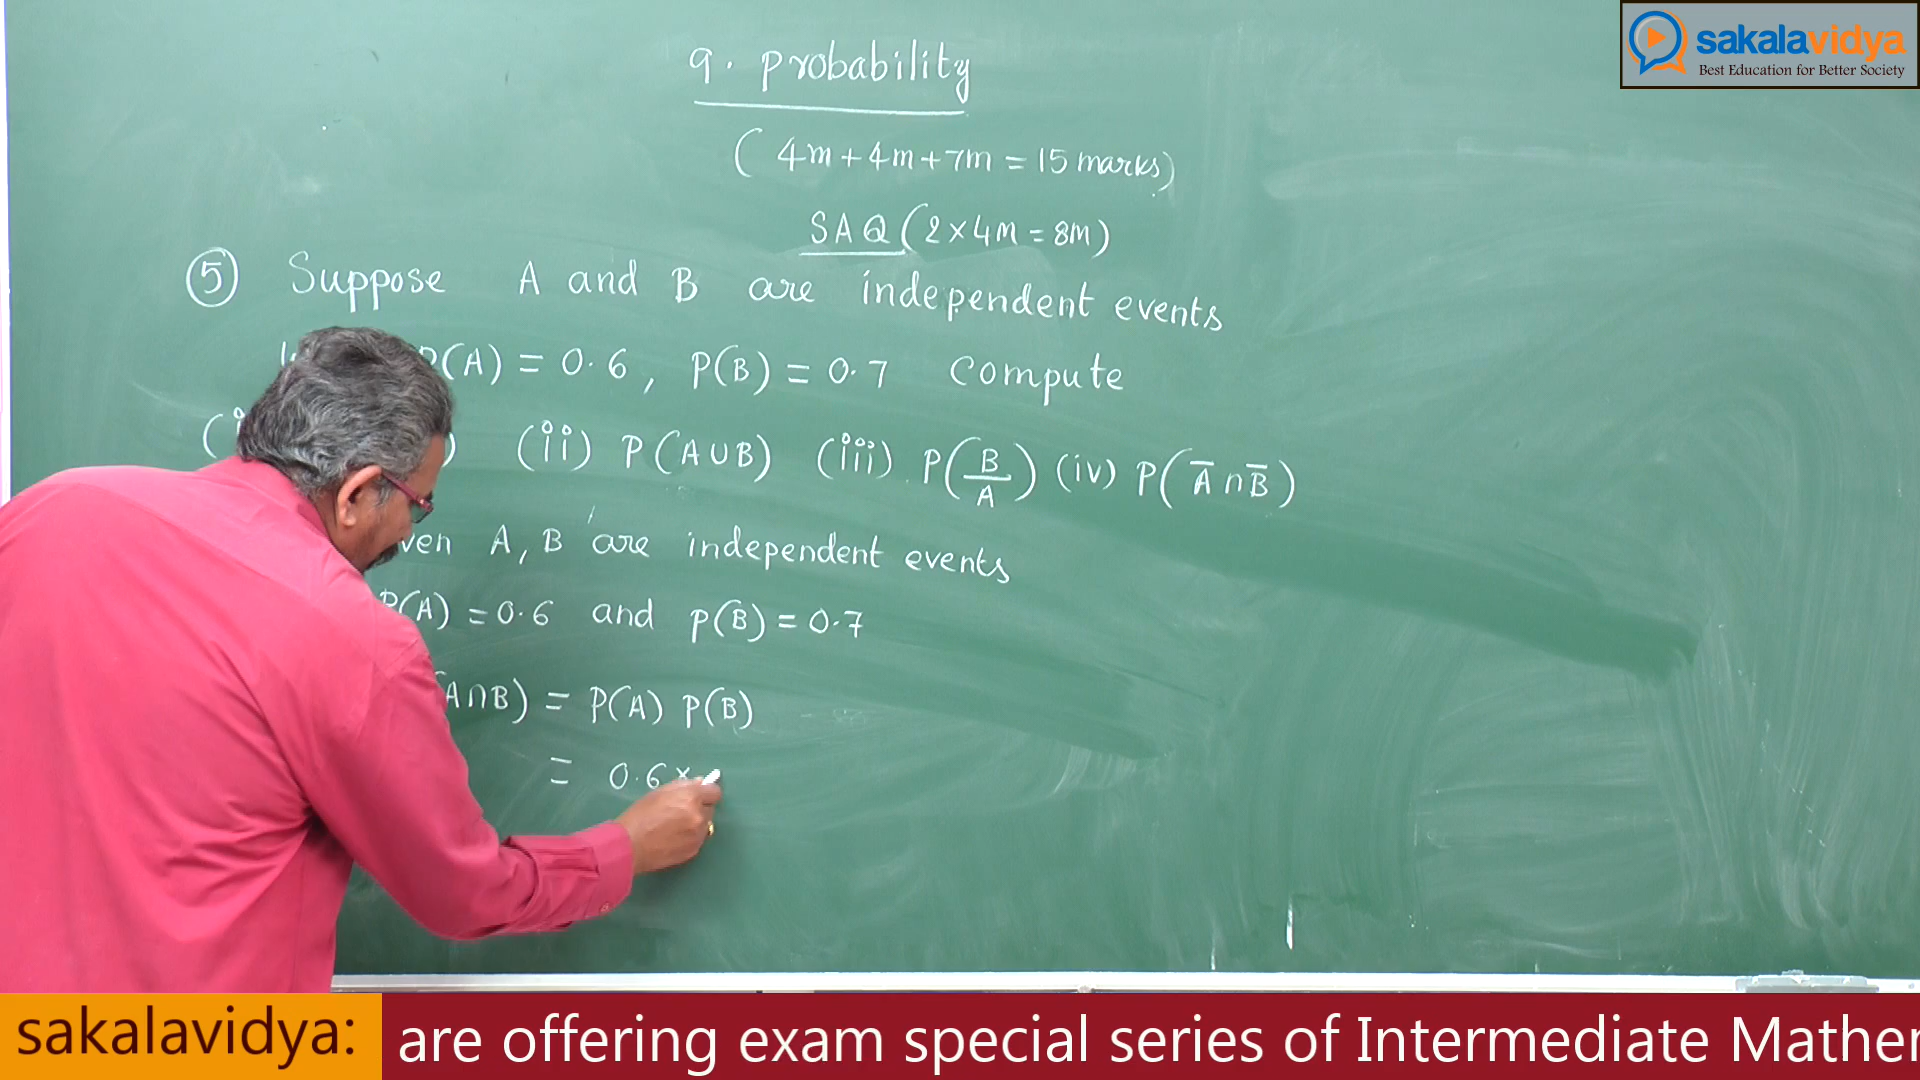 9. probability
(4m+4m+7m = 15 marks)
SAQ (2×4m = 8m)
⑤ Suppose A and B are independent events
P(A) = 0.6, P(B) = 0.7 compute
(ii) P(A∪B) (iii) P(B/A) (iv) P(A̅∩B̅)
A, B are independent events
P(A) = 0.6 and P(B) = 0.7
A∩B) = P(A) P(B)
= 0.6×
sakalavidya
Best Education for Better Society
sakalavidya: are offering exam special series of Intermediate Mather